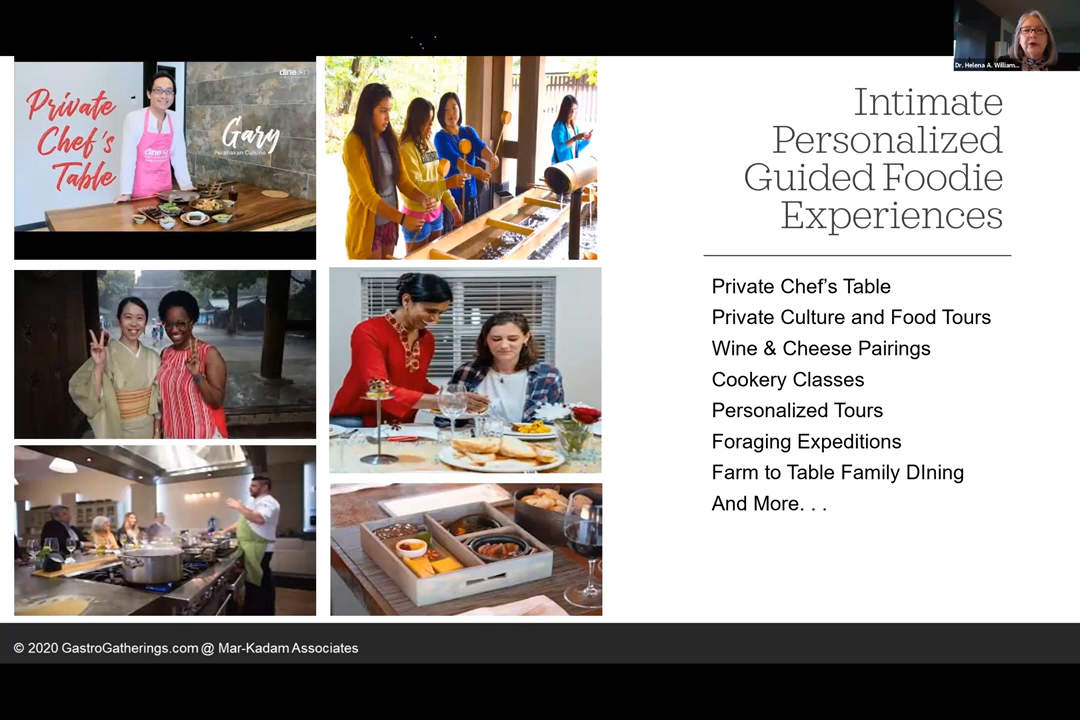 Dr. Helena A. William...
Private
Chef's
Table
dine
Gary
Peranakan Cuisine
Intimate
Personalized
Guided Foodie
Experiences
Private Chef’s Table
Private Culture and Food Tours
Wine & Cheese Pairings
Cookery Classes
Personalized Tours
Foraging Expeditions
Farm to Table Family DIning
And More. . .
© 2020 GastroGatherings.com @ Mar-Kadam Associates